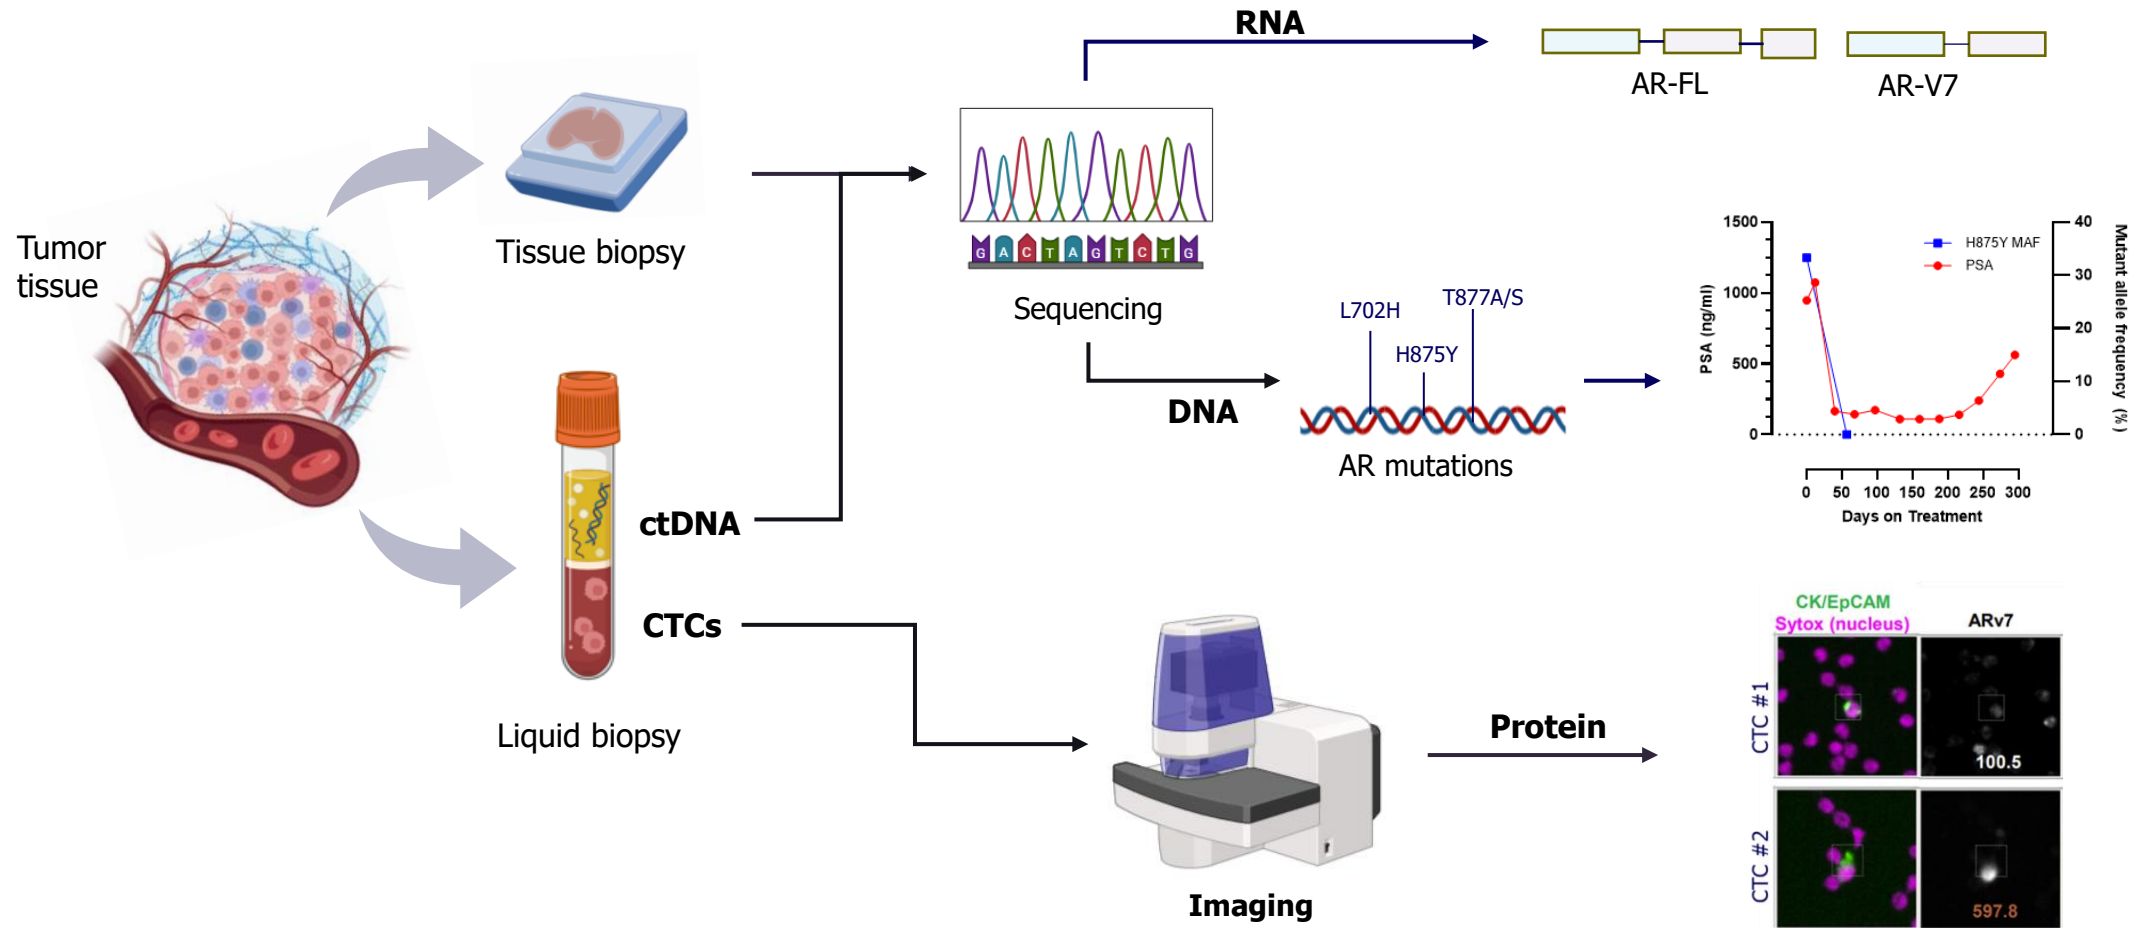 Tumor
tissue
Tissue biopsy
Liquid biopsy
ctDNA
CTCs
G A C T A G T C T G
Sequencing
RNA
AR-FL
AR-V7
DNA
L702H
H875Y
T877A/S
AR mutations
H875Y MAF
PSA
PSA (ng/ml)
1500
1000
500
0
40
30
20
10
0
Mutant allele frequency (%)
0 50 100 150 200 250 300
Days on Treatment
Imaging
Protein
CK/EpCAM
Sytox (nucleus)
ARv7
CTC #1
100.5
CTC #2
597.8